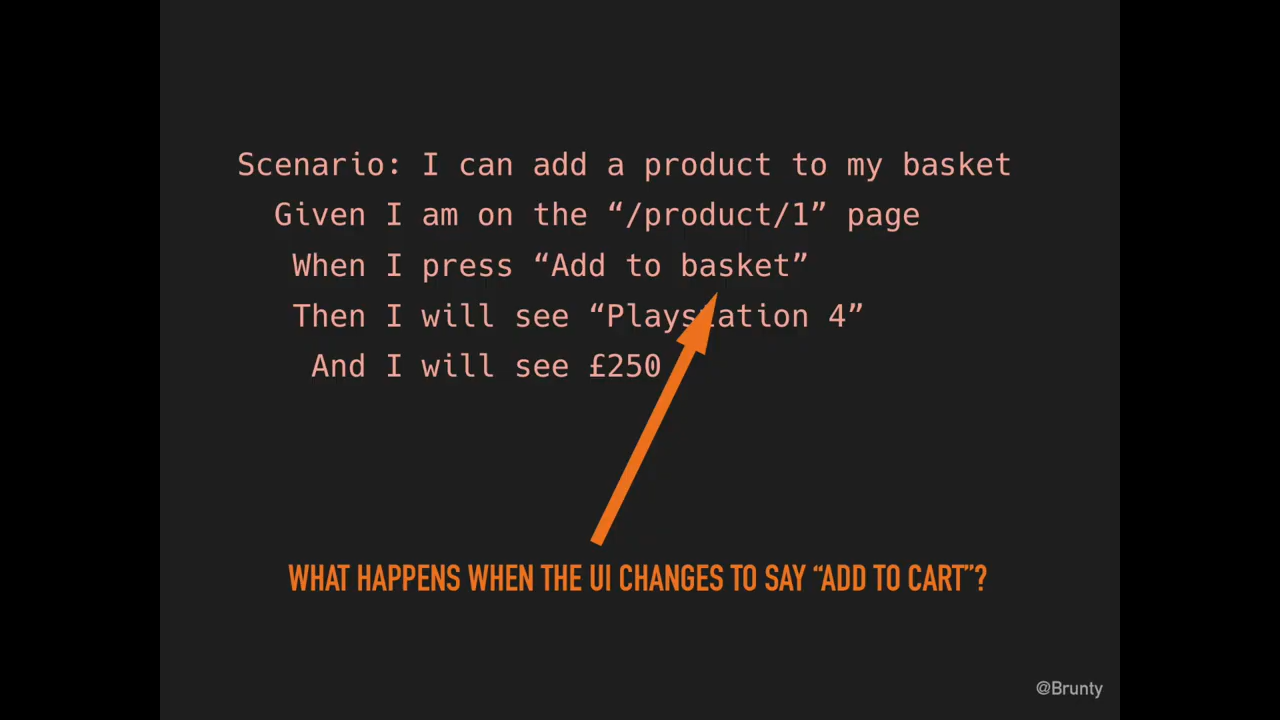 Scenario: I can add a product to my basket
Given I am on the “/product/1” page
When I press “Add to basket”
Then I will see “Playstation 4”
And I will see £250
WHAT HAPPENS WHEN THE UI CHANGES TO SAY “ADD TO CART”?
@Brunty